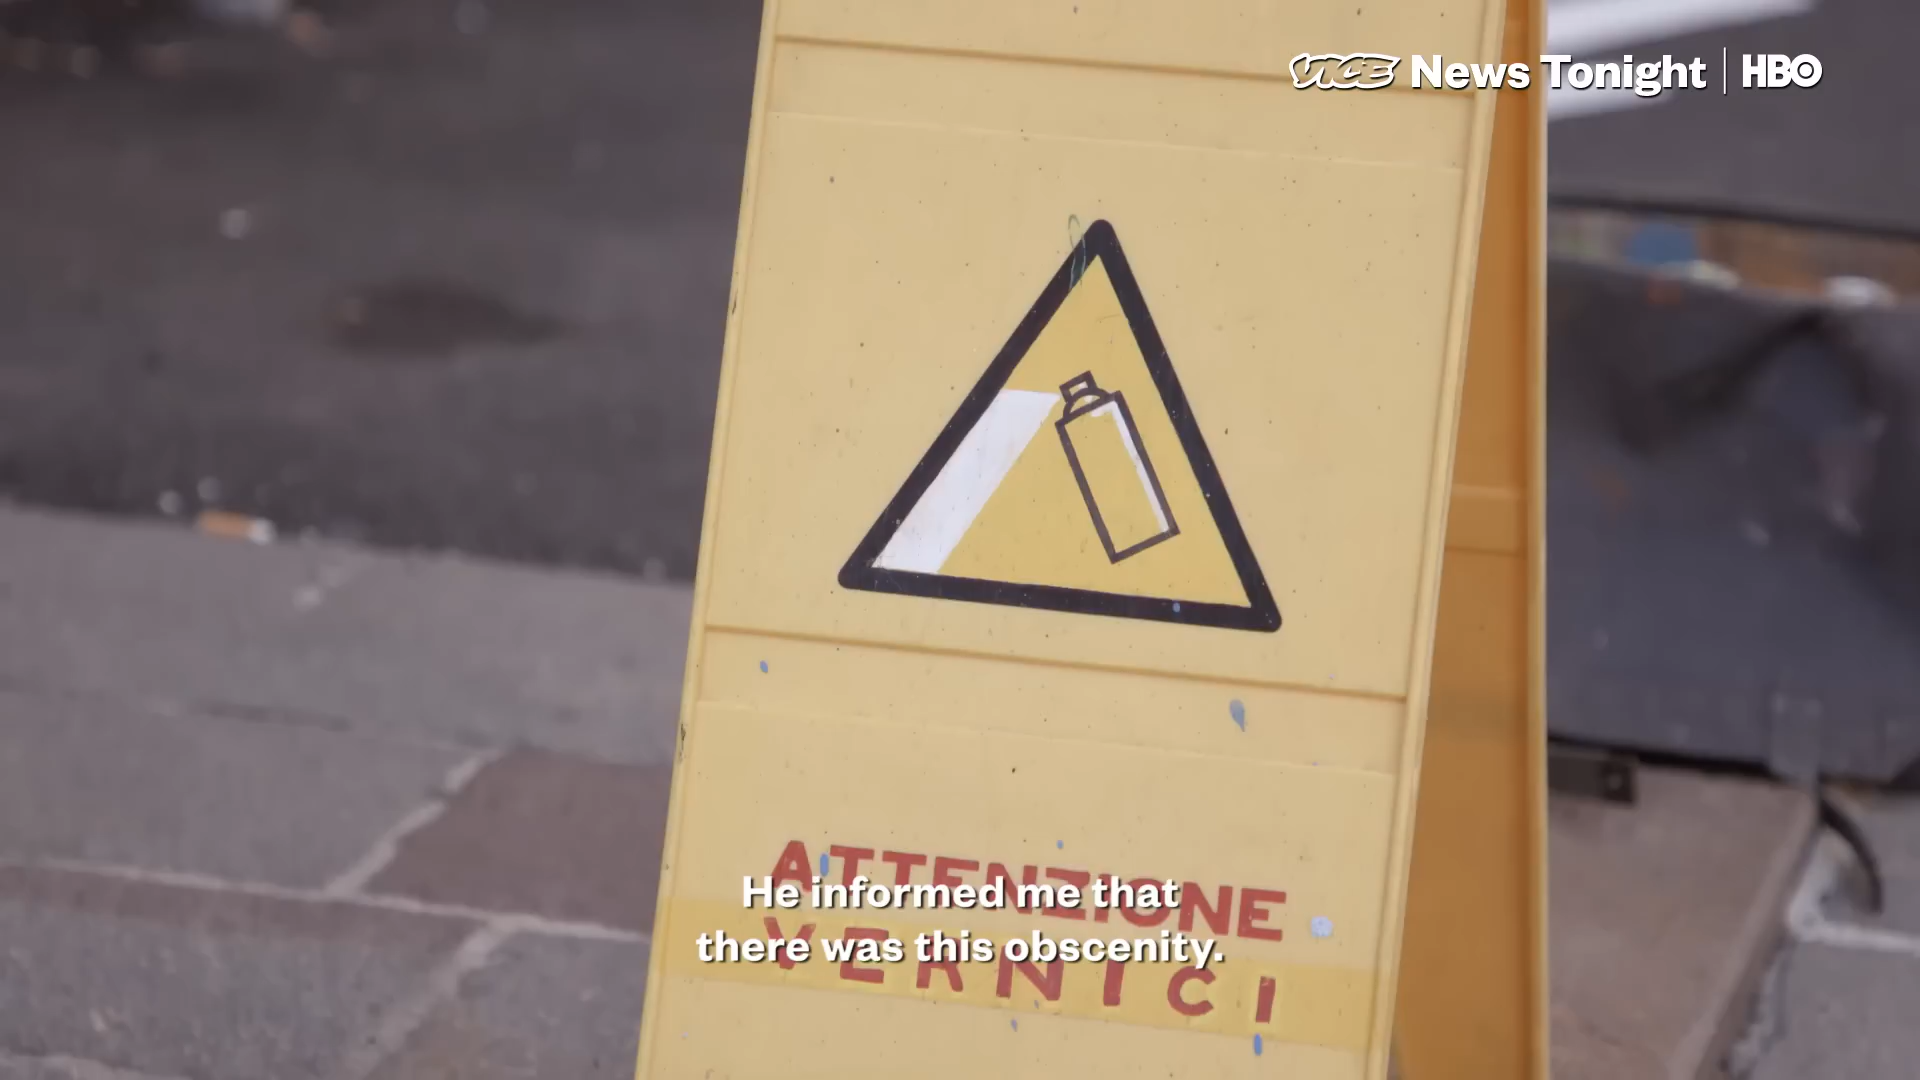 VICE News Tonight | HBO
ATTENZIONE
VERNICI
He informed me that
there was this obscenity.